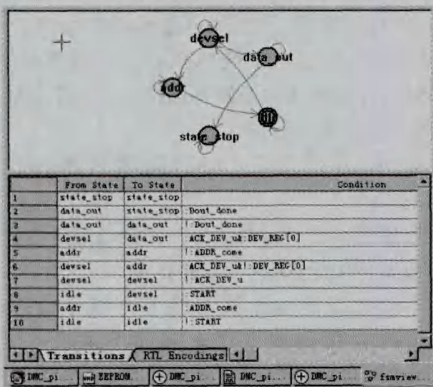 devsel
data_out
addr
state_stop
From State To State Condition
1 state_stop state_stop
2 data_out state_stop :Dout_done
3 data_out data_out !:Dout_done
4 devsel data_out ACK_DEV_u&:DEV_REG[0]
5 addr addr !:ADDR_come
6 devsel addr ACK_DEV_u&!:DEV_REG[0]
7 devsel devsel !ACK_DEV_u
8 idle devsel :START
9 addr idle :ADDR_come
10 idle idle !:START
Transitions RTL Encodings
DMC_pi... EEPROM. DMC_pi... DMC_pi... DMC_pi... fsmview...